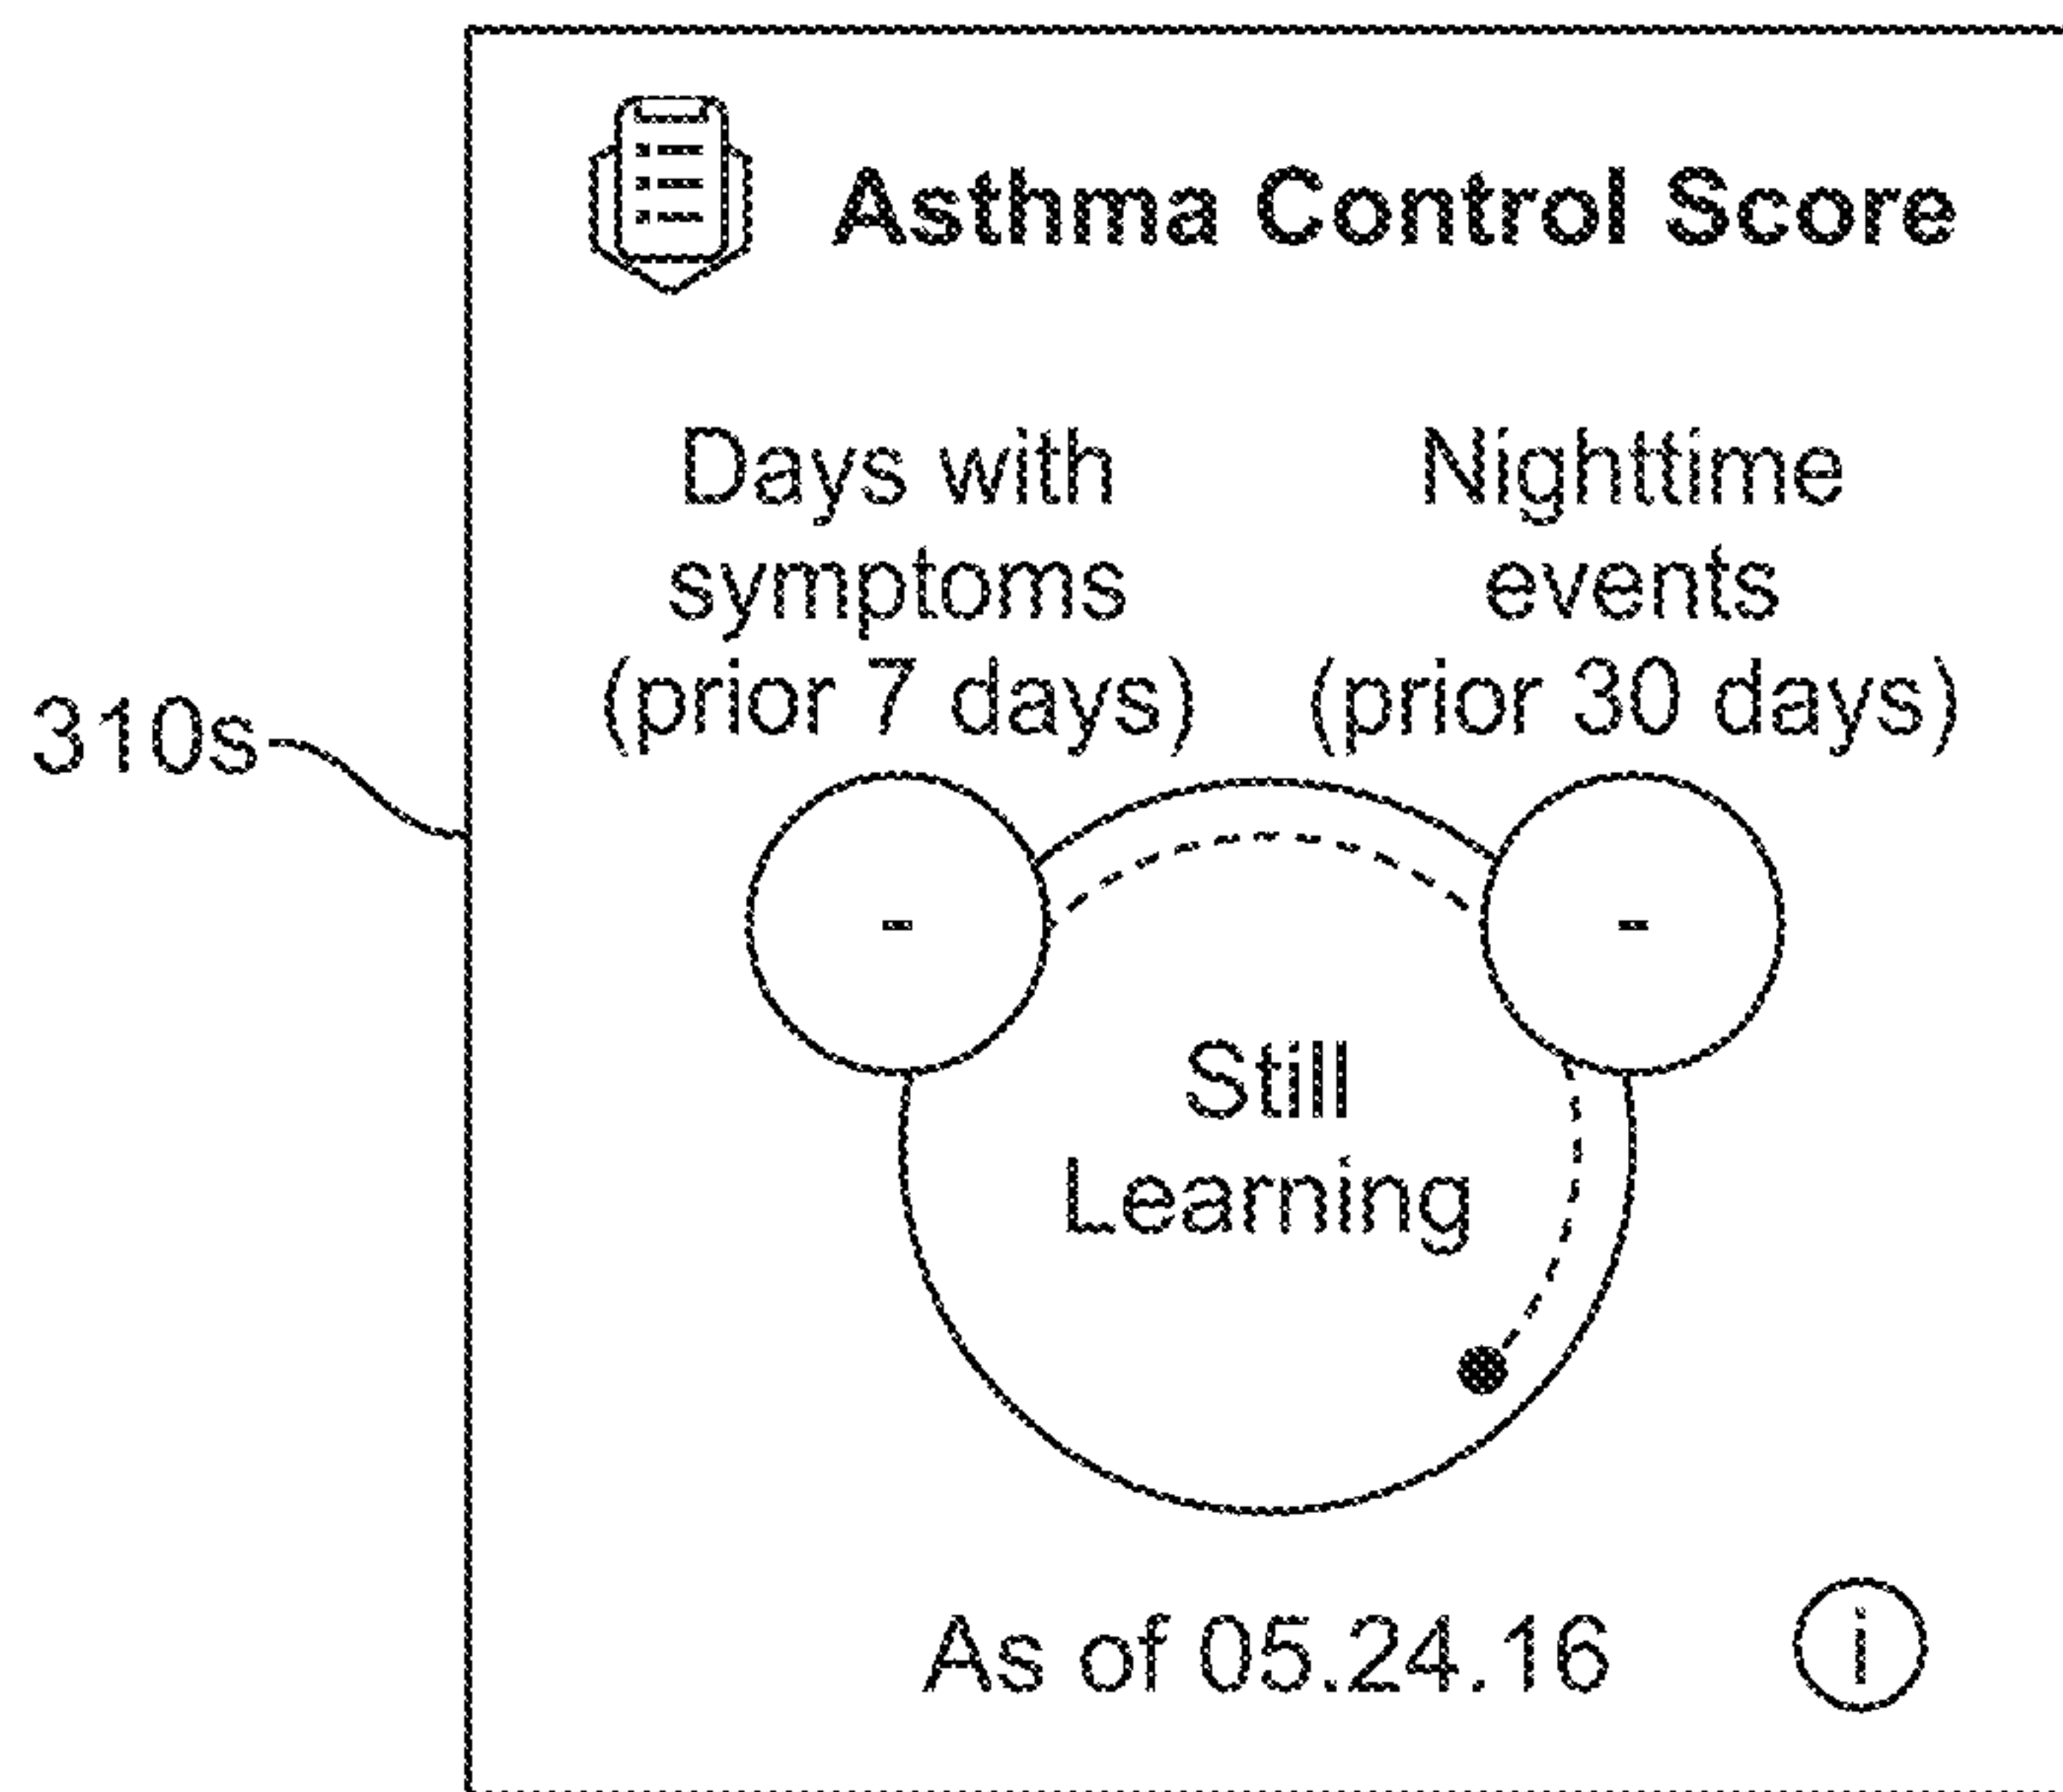 Asthma Control Score
Days with
symptoms
(prior 7 days)
Nighttime
events
(prior 30 days)
310s
-
-
Still
Learning
As of 05.24.16
i